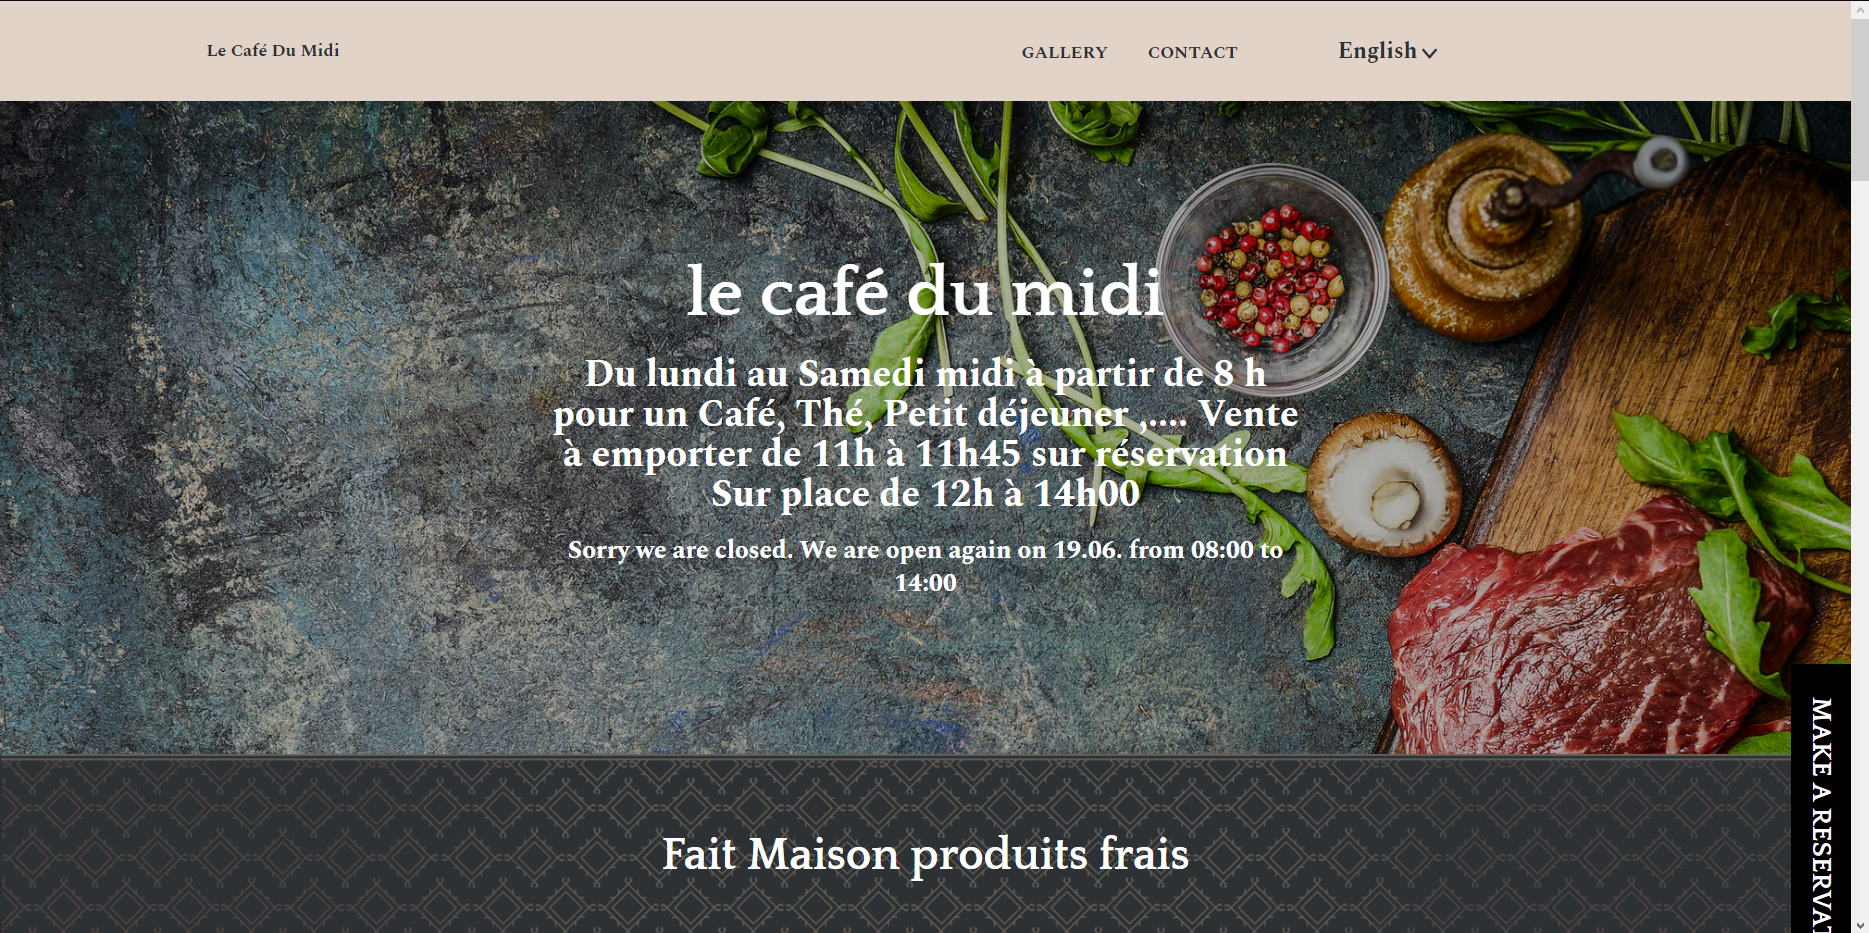 Le Café Du Midi
GALLERY
CONTACT
English
le café du midi
Du lundi au Samedi midi à partir de 8 h
pour un Café, Thé, Petit déjeuner ,.... Vente
à emporter de 11h à 11h45 sur réservation
Sur place de 12h à 14h00
Sorry we are closed. We are open again on 19.06. from 08:00 to
14:00
MAKE A RESERVAT
Fait Maison produits frais